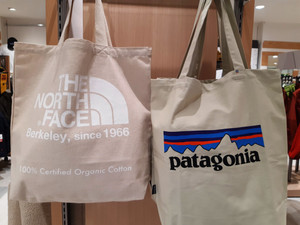 THE
NORTH
FACE
Berkeley, since 1966
100% Certified Organic Cotton
patagonia